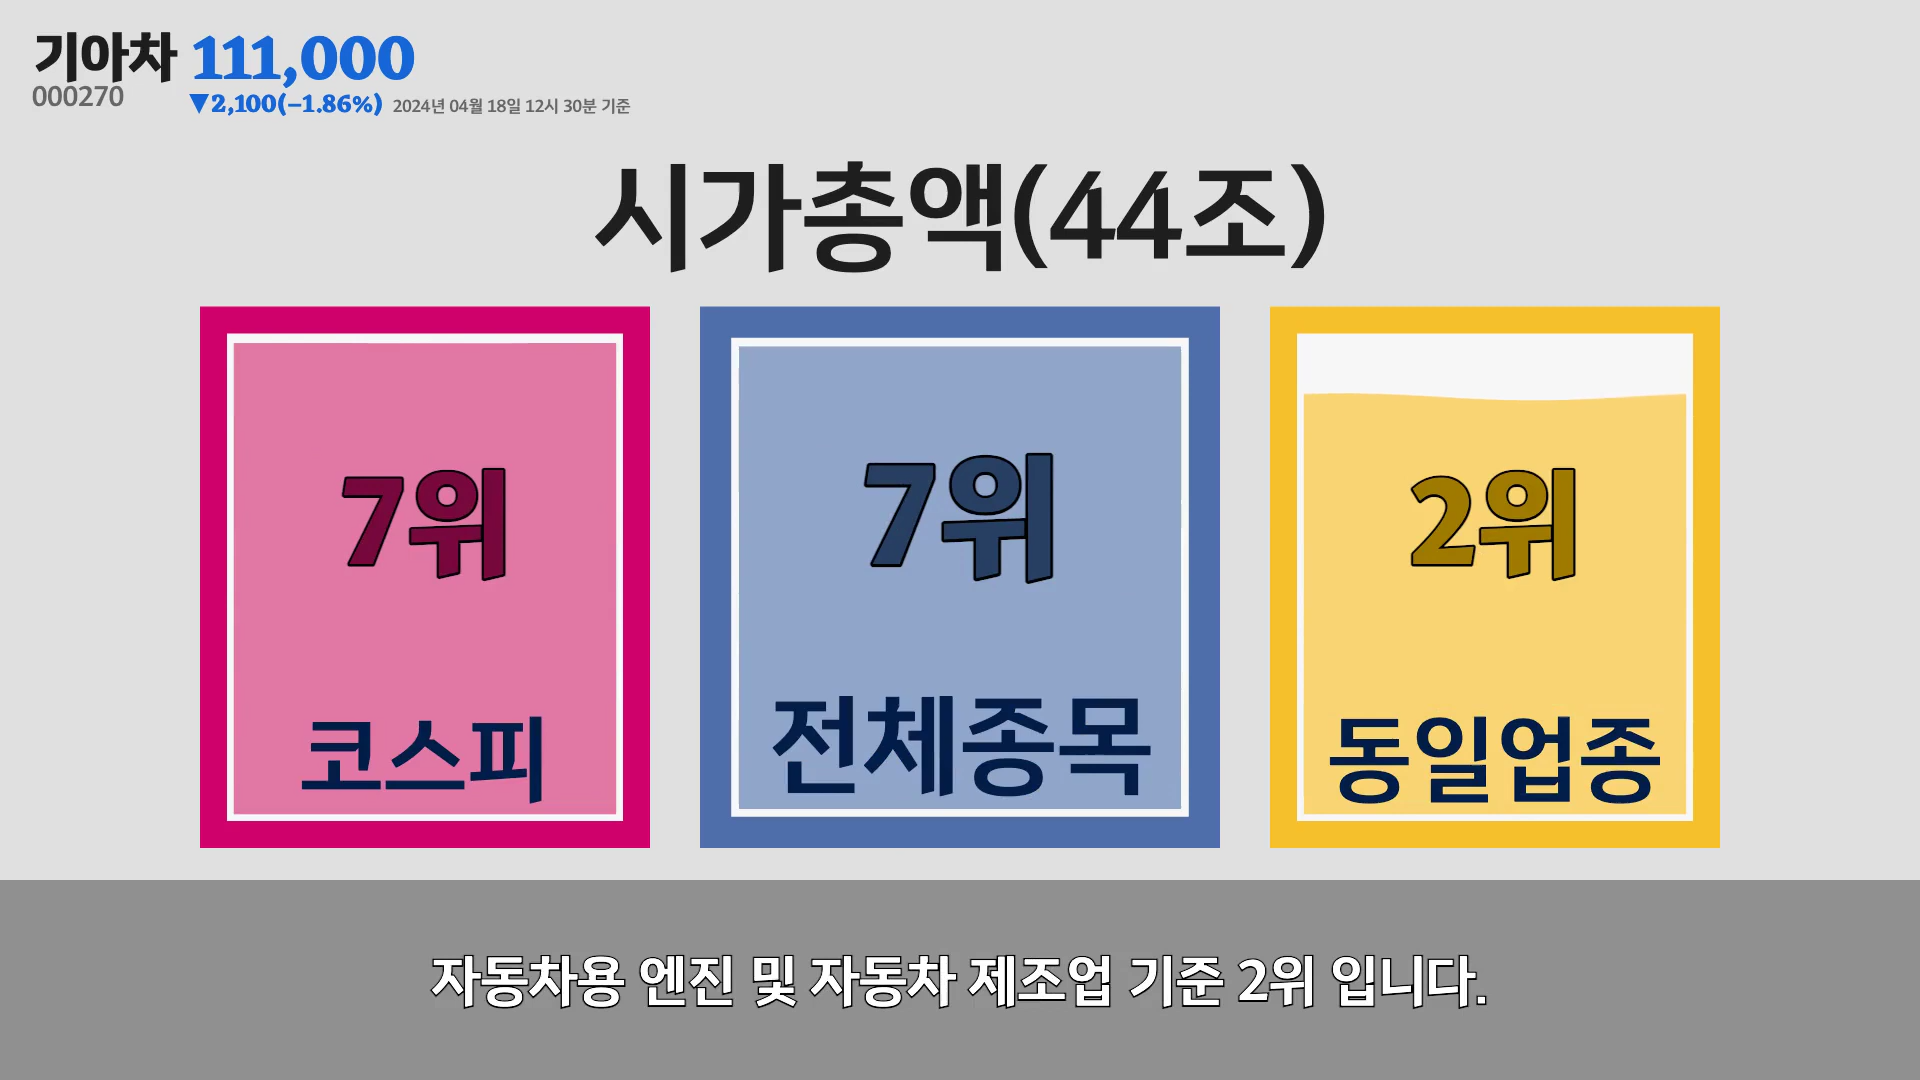 기아차 111,000
000270 ▼2,100(-1.86%) 2024년 04월 18일 12시 30분 기준
시가총액(44조)
7위 7위 2위
코스피 전체종목 동일업종
자동차용 엔진 및 자동차 제조업 기준 2위 입니다.